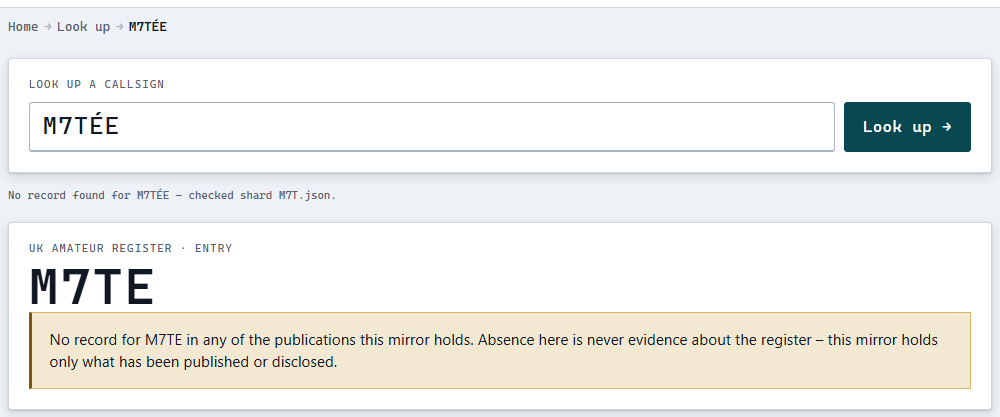 Home → Look up → M7TÉE
LOOK UP A CALLSIGN
M7TÉE
Look up →
No record found for M7TÉE – checked shard M7T.json.
UK AMATEUR REGISTER · ENTRY
M7TE
No record for M7TE in any of the publications this mirror holds. Absence here is never evidence about the register – this mirror holds
only what has been published or disclosed.